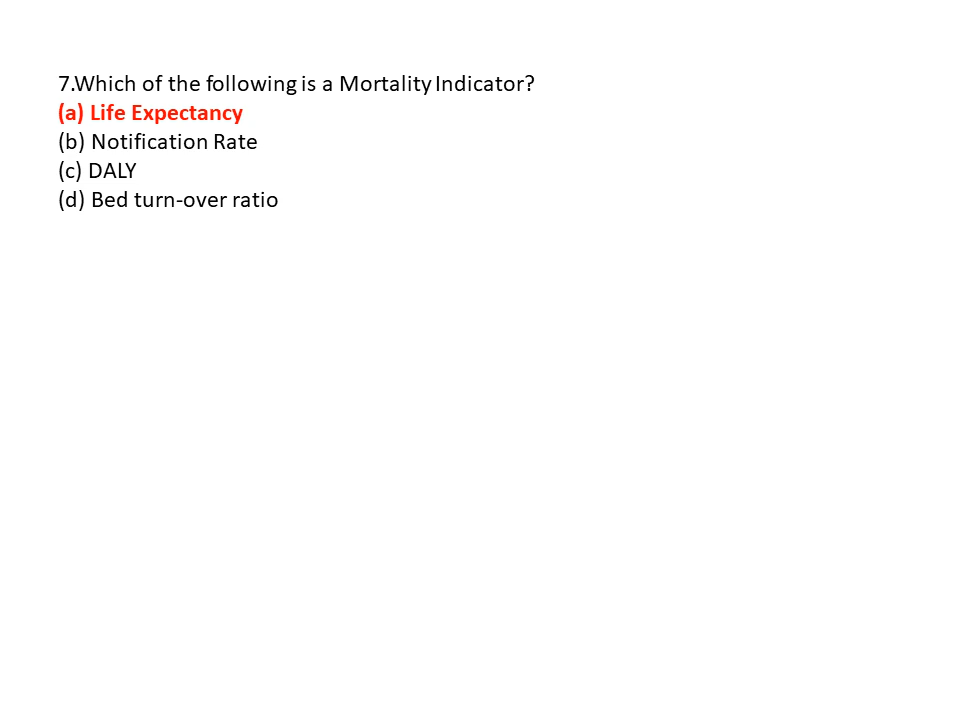 7.Which of the following is a Mortality Indicator?
(a) Life Expectancy
(b) Notification Rate
(c) DALY
(d) Bed turn-over ratio